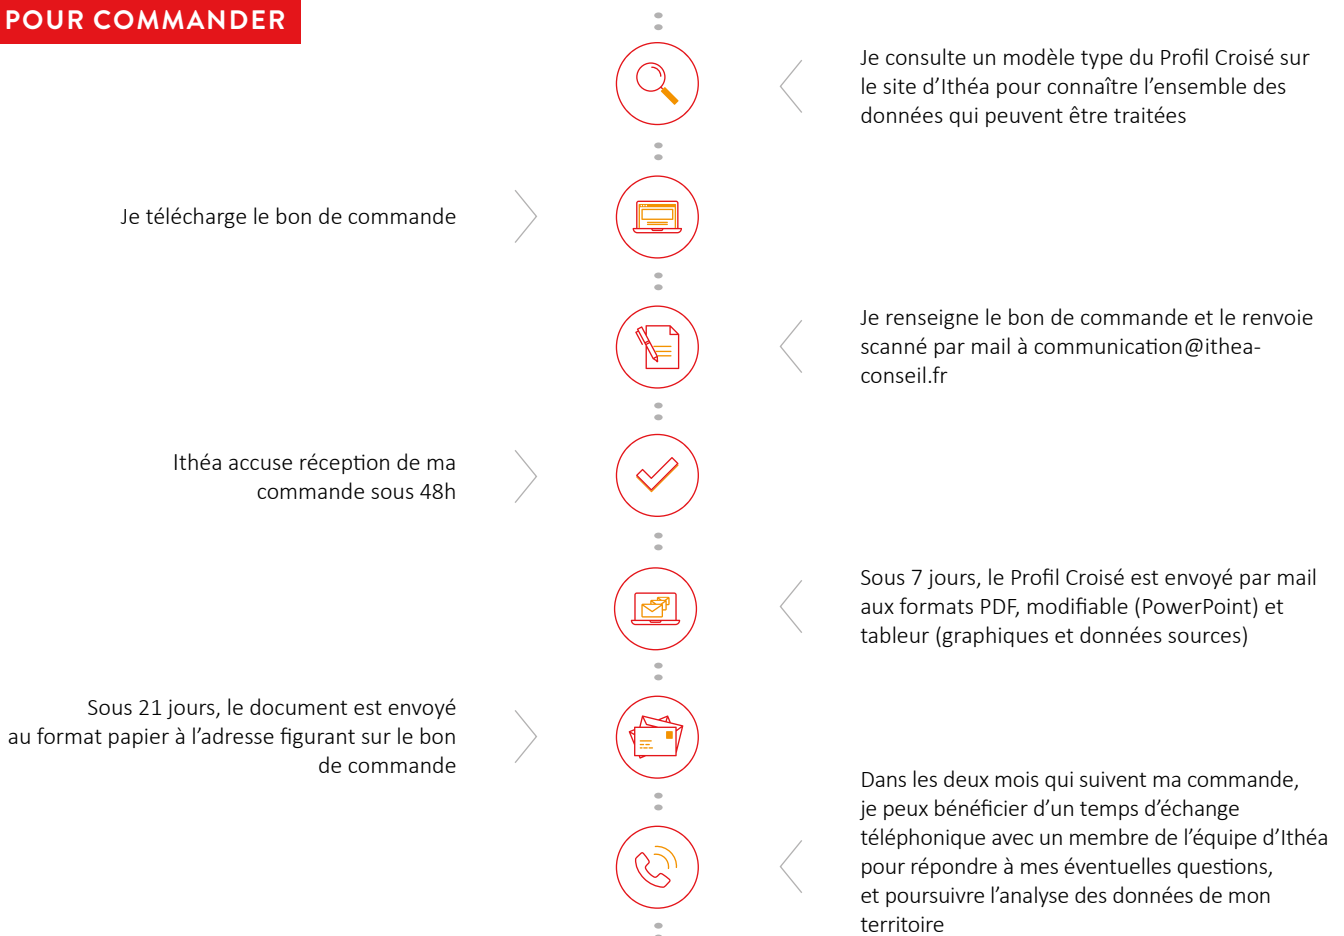 POUR COMMANDER
Je consulte un modèle type du Profil Croisé sur
le site d’Ithéa pour connaître l’ensemble des
données qui peuvent être traitées
Je télécharge le bon de commande
Je renseigne le bon de commande et le renvoie
scanné par mail à communication@ithea-
conseil.fr
Ithéa accuse réception de ma
commande sous 48h
Sous 7 jours, le Profil Croisé est envoyé par mail
aux formats PDF, modifiable (PowerPoint) et
tableur (graphiques et données sources)
Sous 21 jours, le document est envoyé
au format papier à l’adresse figurant sur le bon
de commande
Dans les deux mois qui suivent ma commande,
je peux bénéficier d’un temps d’échange
téléphonique avec un membre de l’équipe d’Ithéa
pour répondre à mes éventuelles questions,
et poursuivre l’analyse des données de mon
territoire